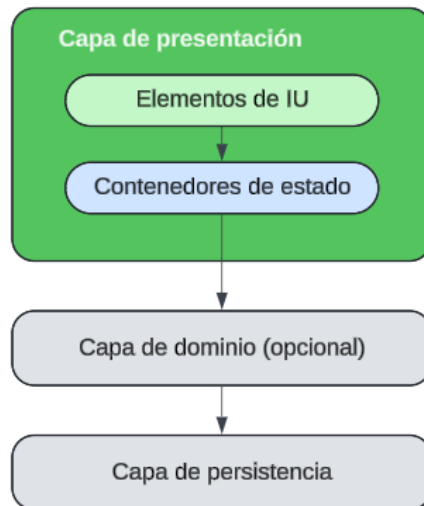 Capa de presentación
Elementos de IU
Contenedores de estado
Capa de dominio (opcional)
Capa de persistencia